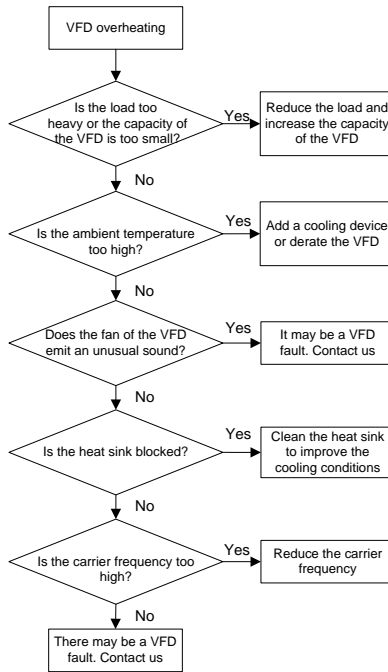 VFD overheating
Is the load too
heavy or the capacity of
the VFD is too small?
Yes
Reduce the load and
increase the capacity
of the VFD
No
Is the ambient temperature
too high?
Yes
Add a cooling device
or derate the VFD
No
Does the fan of the VFD
emit an unusual sound?
Yes
It may be a VFD
fault. Contact us
No
Is the heat sink blocked?
Yes
Clean the heat sink
to improve the
cooling conditions
No
Is the carrier frequency too
high?
Yes
Reduce the carrier
frequency
No
There may be a VFD
fault. Contact us